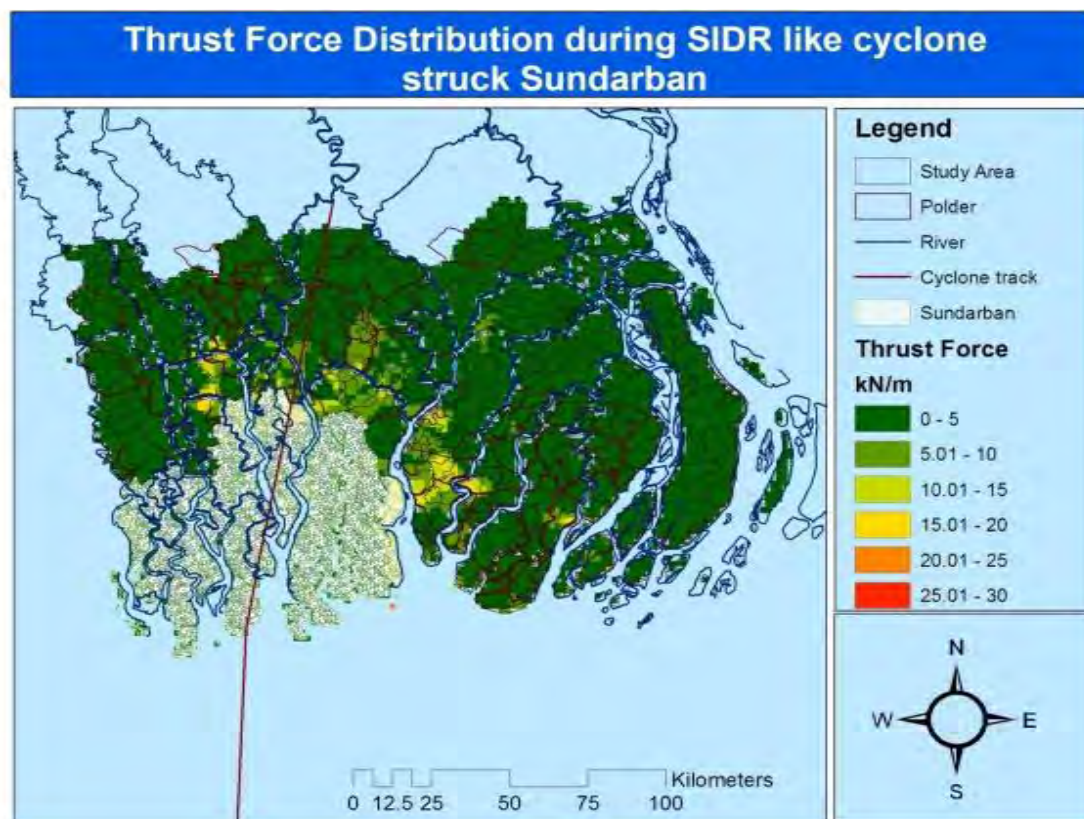 Thrust Force Distribution during SIDR like cyclone
struck Sundarban
Legend
Study Area
Polder
River
Cyclone track
Sundarban
Thrust Force
kN/m
0 - 5
5.01 - 10
10.01 - 15
15.01 - 20
20.01 - 25
25.01 - 30
N
W E
S
Kilometers
0 12.5 25 50 75 100